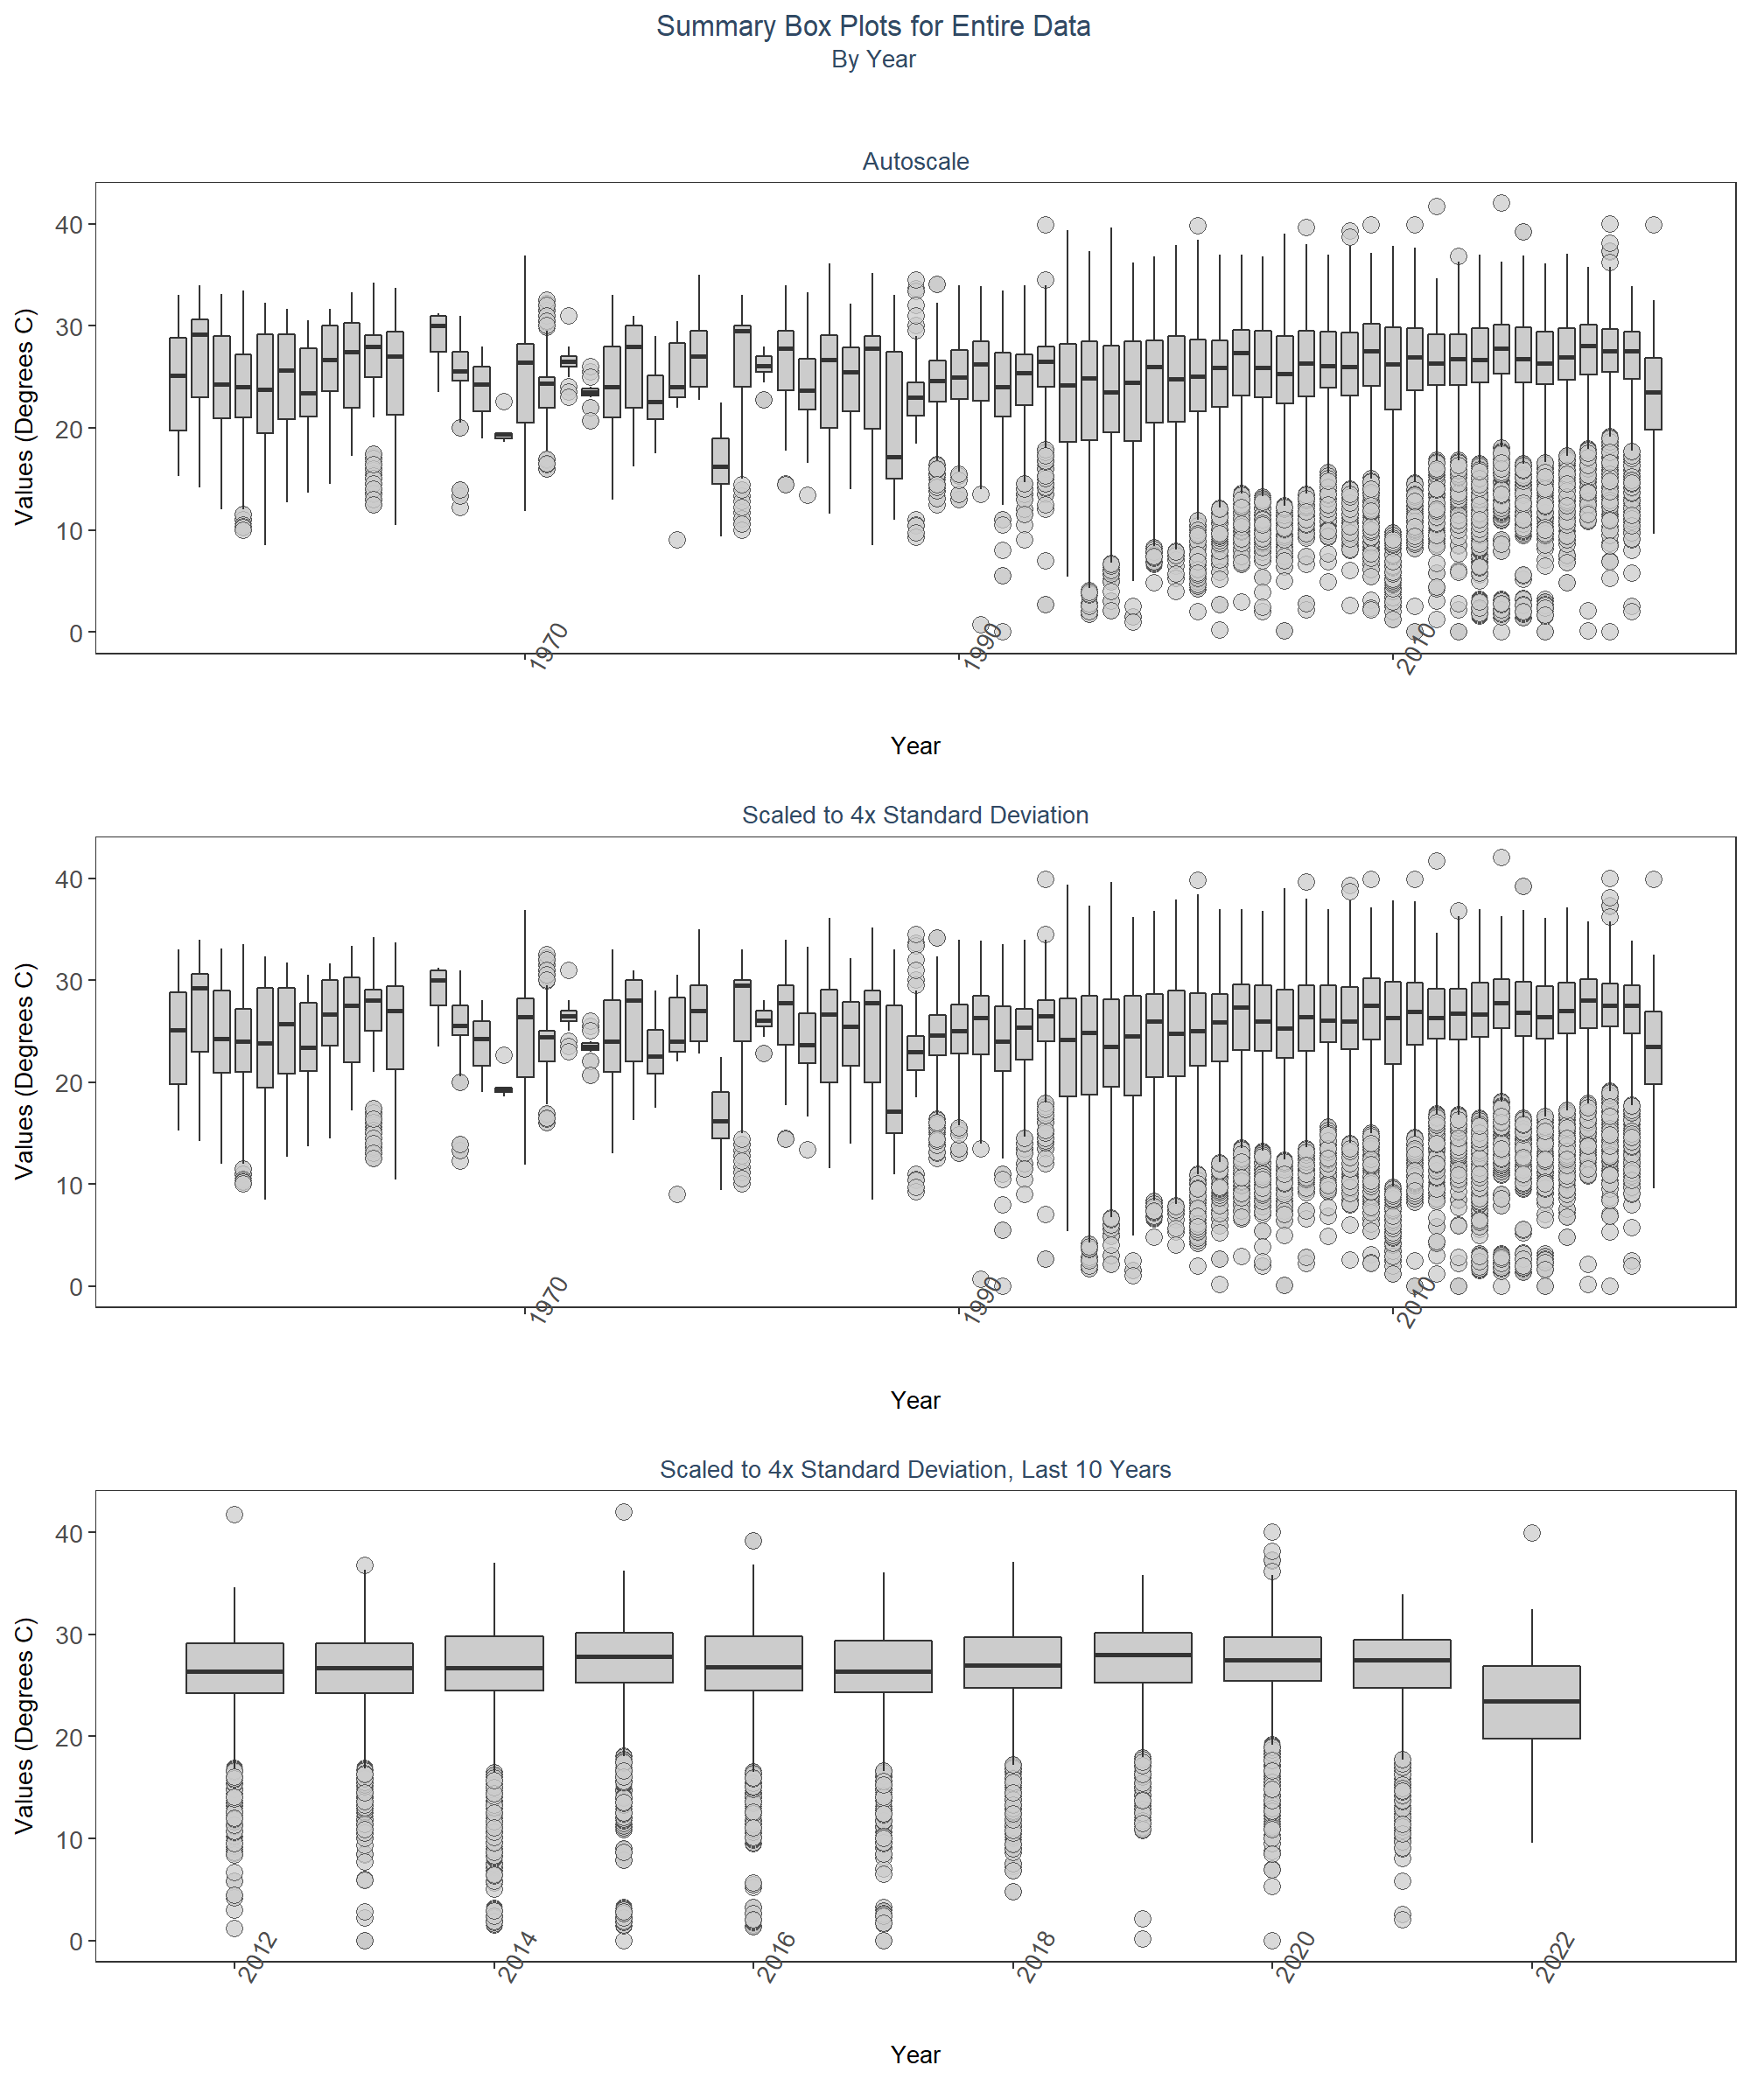 Summary Box Plots for Entire Data
By Year
Autoscale
Values (Degrees C)
40
30
20
10
0
1970
1990
2010
Year
Scaled to 4x Standard Deviation
Values (Degrees C)
40
30
20
10
0
1970
1990
2010
Year
Scaled to 4x Standard Deviation, Last 10 Years
Values (Degrees C)
40
30
20
10
0
2012
2014
2016
2018
2020
2022
Year